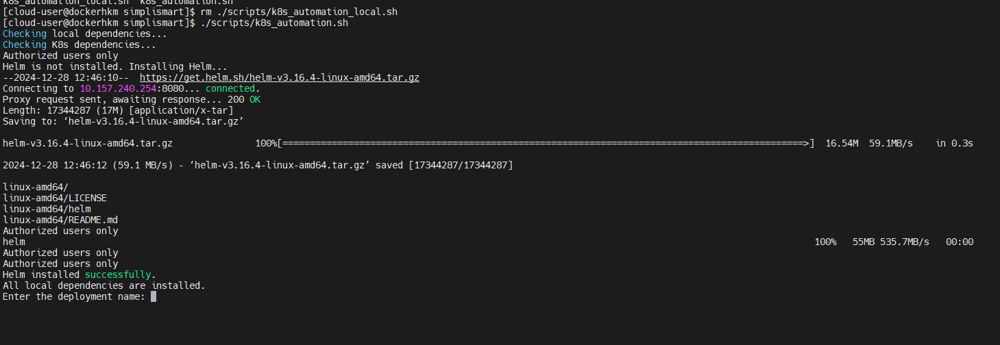 k8s_automation_local.sh  k8s_automation.sh
[cloud-user@dockerhkm simplismart]$ rm ./scripts/k8s_automation_local.sh
[cloud-user@dockerhkm simplismart]$ ./scripts/k8s_automation.sh
Checking local dependencies...
Checking K8s dependencies...
Authorized users only
Helm is not installed. Installing Helm...
--2024-12-28 12:46:10--  https://get.helm.sh/helm-v3.16.4-linux-amd64.tar.gz
Connecting to 10.157.240.254:8080... connected.
Proxy request sent, awaiting response... 200 OK
Length: 17344287 (17M) [application/x-tar]
Saving to: ‘helm-v3.16.4-linux-amd64.tar.gz’
helm-v3.16.4-linux-amd64.tar.gz               100%[===============================================================================================>]  16.54M  59.1MB/s    in 0.3s
2024-12-28 12:46:12 (59.1 MB/s) - ‘helm-v3.16.4-linux-amd64.tar.gz’ saved [17344287/17344287]
linux-amd64/
linux-amd64/LICENSE
linux-amd64/helm
linux-amd64/README.md
Authorized users only
helm                                          100%   55MB 535.7MB/s   00:00
Authorized users only
Authorized users only
Helm installed successfully.
All local dependencies are installed.
Enter the deployment name: